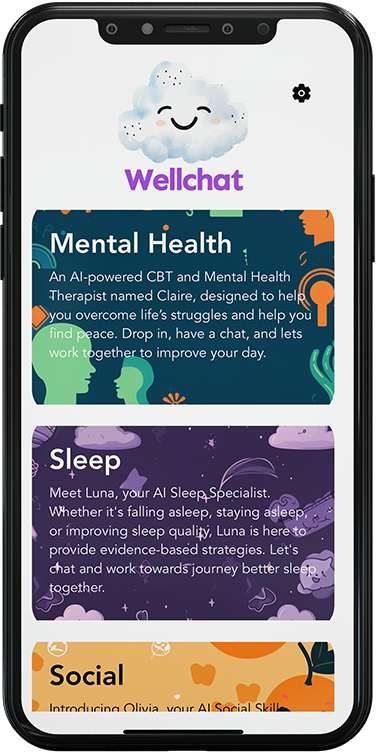 Wellchat
Mental Health
An AI-powered CBT and Mental Health
Therapist named Claire, designed to help
you overcome life's struggles and help you
find peace. Drop in, have a chat, and lets
work together to improve your day.
Sleep
Meet Luna, your AI Sleep Specialist.
Whether it's falling asleep, staying asleep,
or improving sleep quality, Luna is here to
provide evidence-based strategies. Let's
chat and work towards journey better sleep
together.
Social
Introducing Olivia, your AI Social Skill